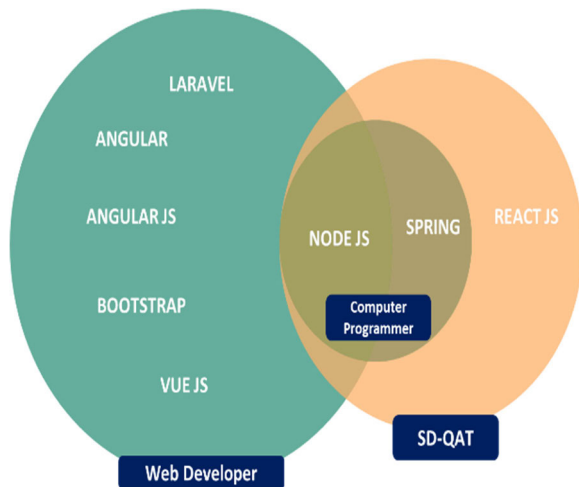 LARAVEL
ANGULAR
ANGULAR JS
NODE JS
SPRING
REACT JS
BOOTSTRAP
Computer
Programmer
VUE JS
SD-QAT
Web Developer